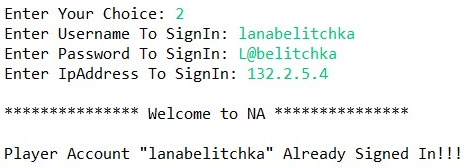 Enter Your Choice: 2
Enter Username To SignIn: lanabelitchka
Enter Password To SignIn: L@belitchka
Enter IpAddress To SignIn: 132.2.5.4
*************** Welcome to NA ***************
Player Account "lanabelitchka" Already Signed In!!!